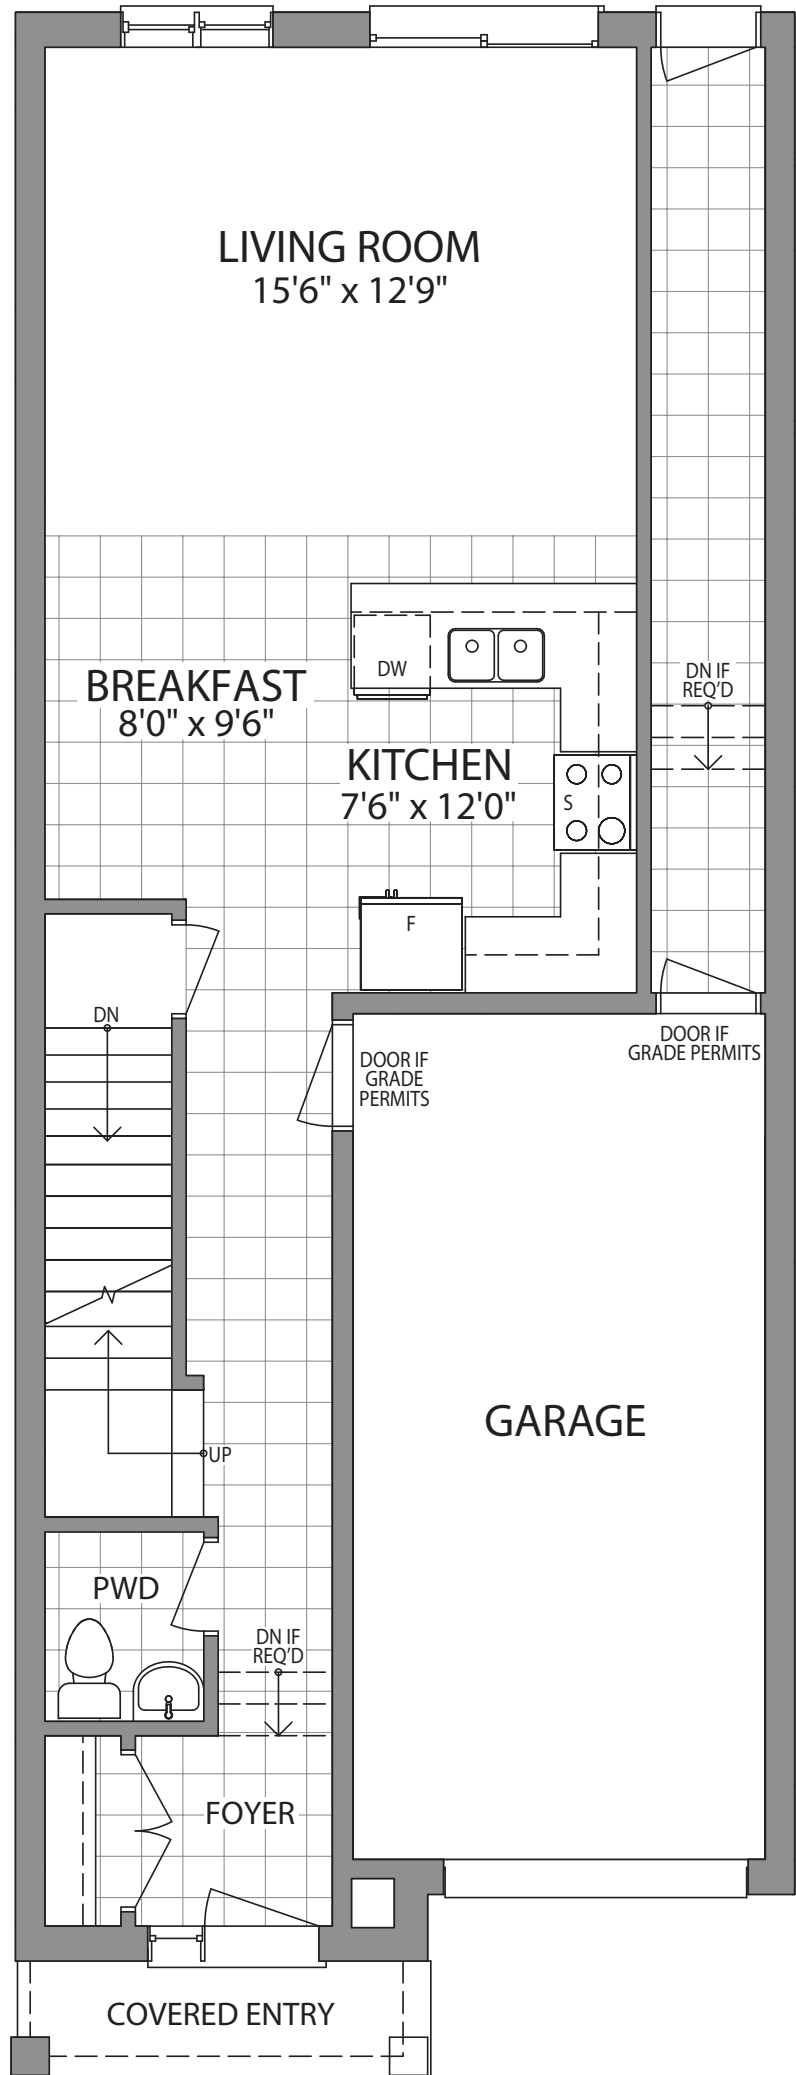 LIVING ROOM
15'6" x 12'9"
BREAKFAST
8'0" x 9'6"
DW
KITCHEN
7'6" x 12'0"
S
F
DN IF
REQ'D
DN
DOOR IF
GRADE
PERMITS
DOOR IF
GRADE PERMITS
GARAGE
UP
PWD
DN IF
REQ'D
FOYER
COVERED ENTRY